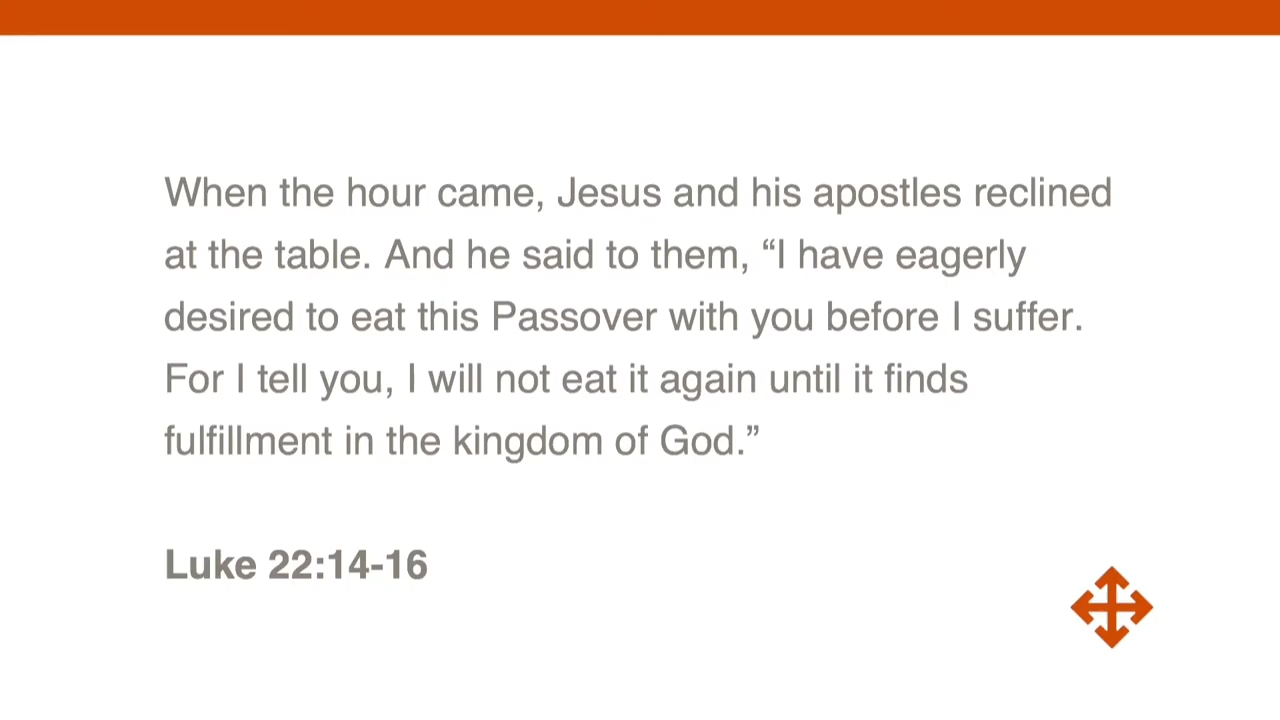 When the hour came, Jesus and his apostles reclined
at the table. And he said to them, “I have eagerly
desired to eat this Passover with you before I suffer.
For I tell you, I will not eat it again until it finds
fulfillment in the kingdom of God.”
Luke 22:14-16